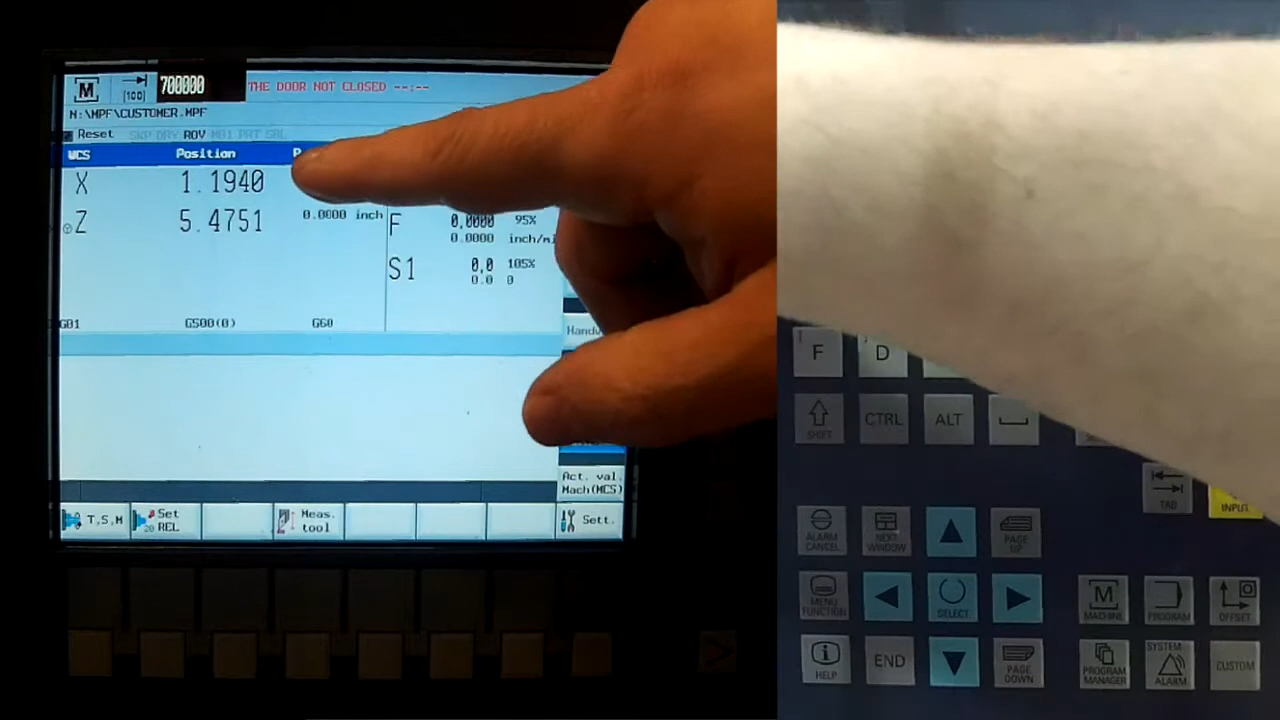 M
[100]
700000
THE DOOR NOT CLOSED --:--
N:\MPF\CUSTOMER.MPF
Reset SKP DRY ROV M01 PRT SBL
WCS Position
X 1.1940
Z 5.4751 0.0000 inch
F 0,0000 95%
0.0000
S1 0,0 105%
0.0 0
G01 G500(0) G60
Act. val.
Mach(MCS)
T,S,M
Set
REL
Meas.
tool
Sett.
F D
SHIFT CTRL ALT
TAB INPUT
ALARM
CANCEL
NEXT
WINDOW
PAGE
UP
MENU
FUNCTION
SELECT
M
MACHINE
PROGRAM
OFFSET
HELP
END
PAGE
DOWN
PROGRAM
MANAGER
SYSTEM
ALARM
CUSTOM